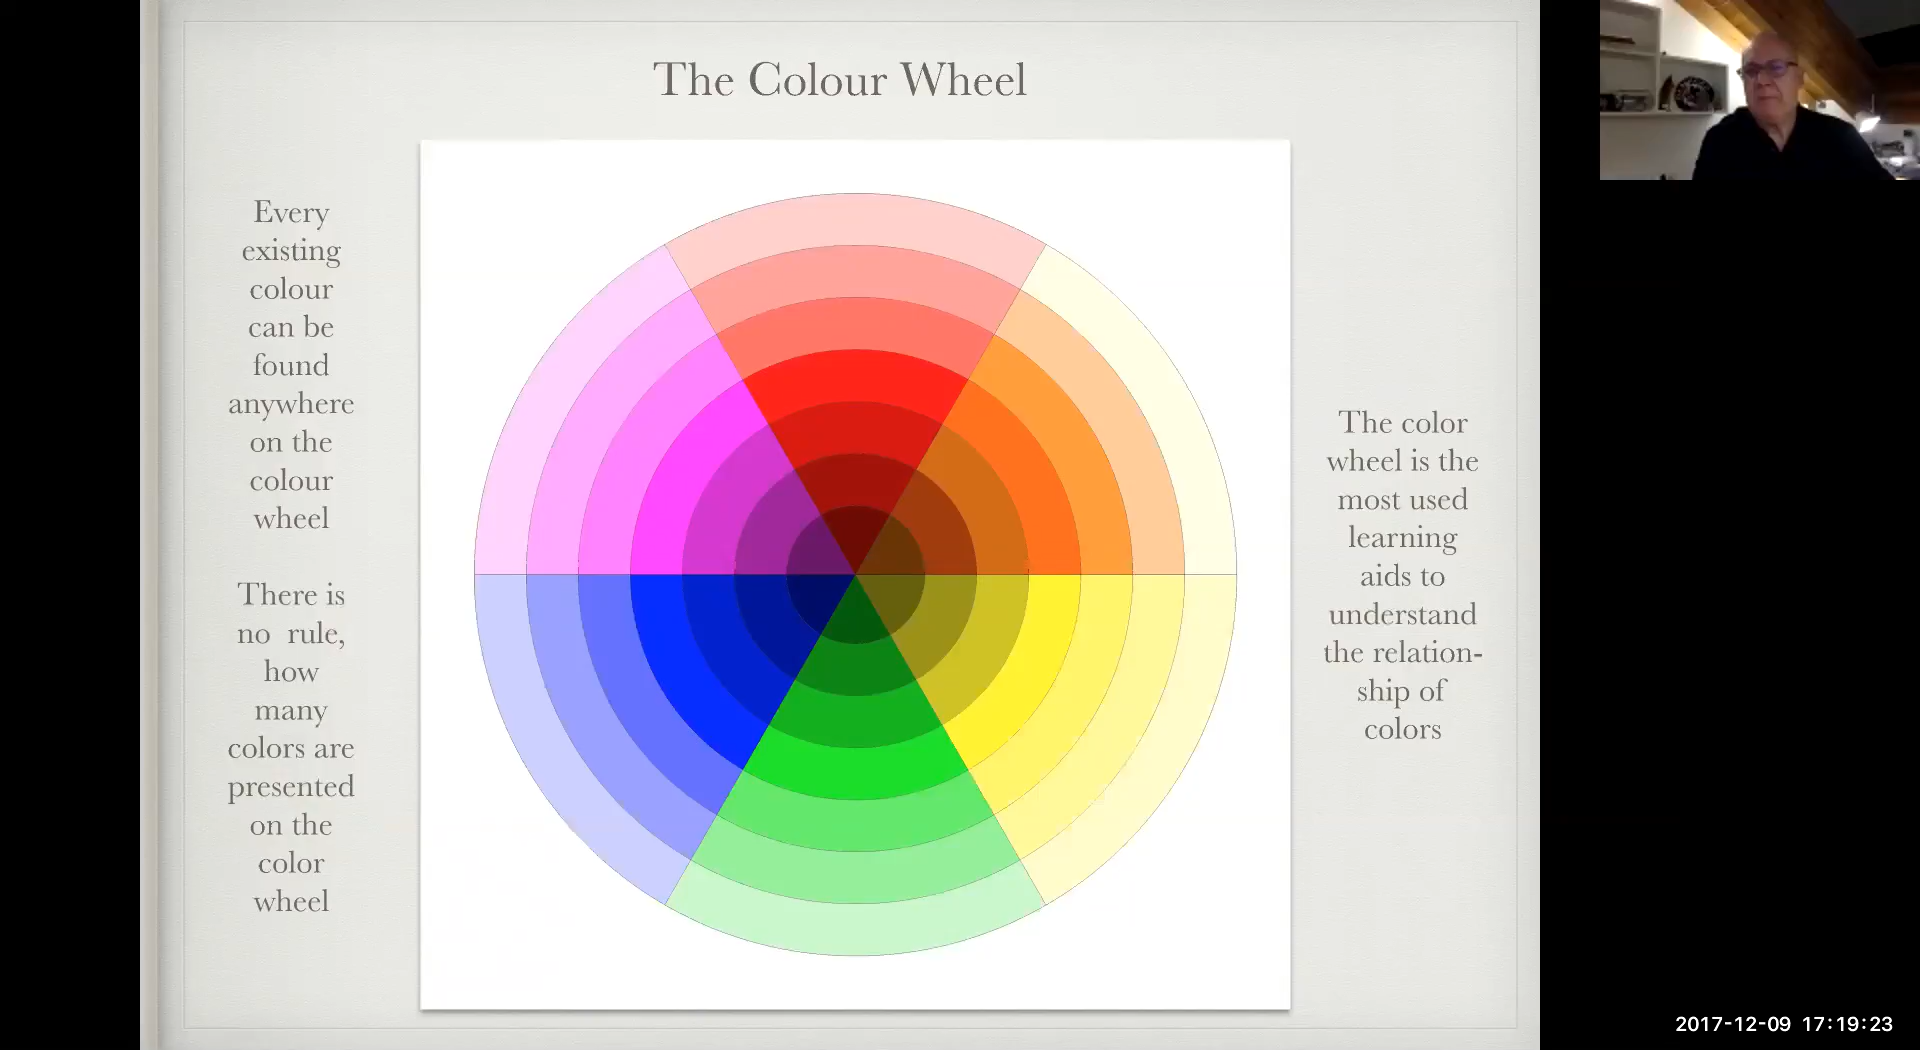 The Colour Wheel
Every
existing
colour
can be
found
anywhere
on the
colour
wheel
There is
no  rule,
how
many
colors are
presented
on the
color
wheel
The color
wheel is the
most used
learning
aids to
understand
the relation-
ship of
colors
2017-12-09 17:19:23